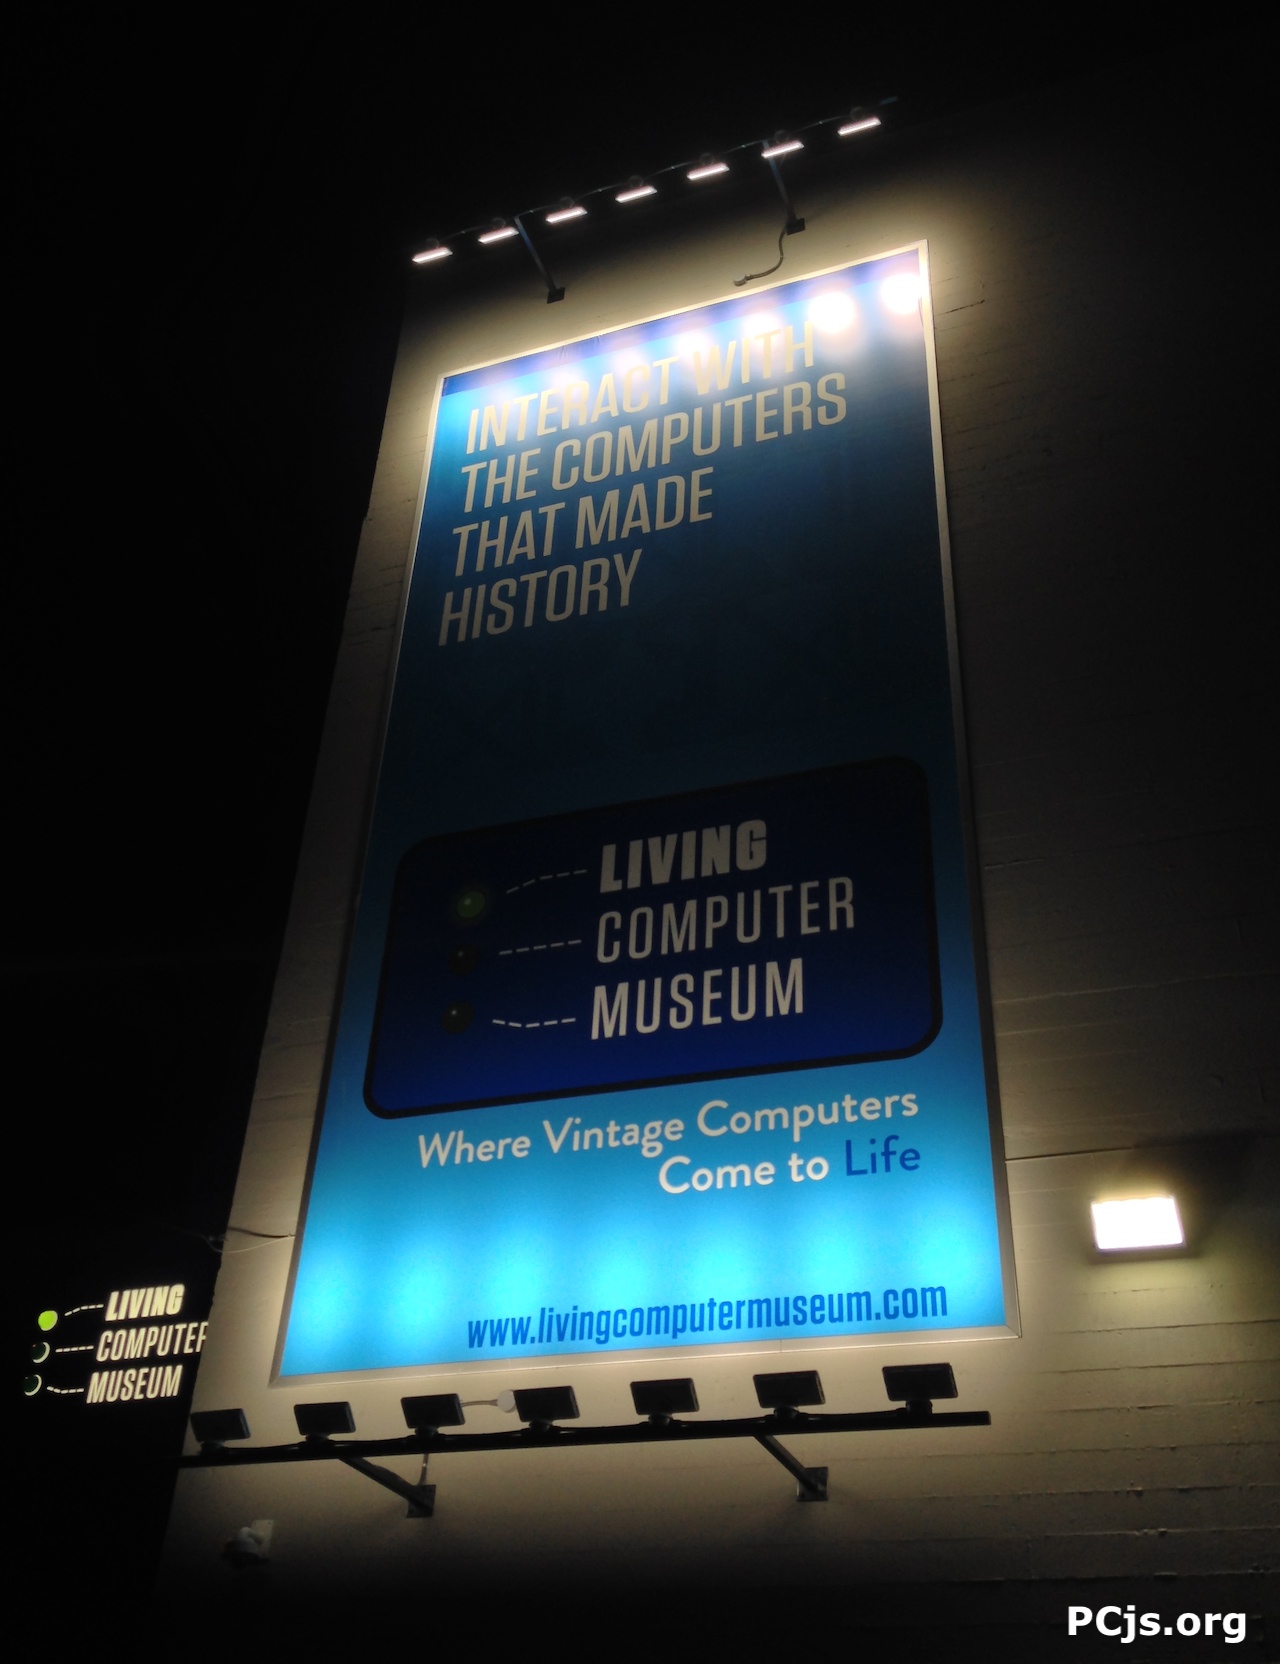 INTERACT WITH
THE COMPUTERS
THAT MADE
HISTORY
LIVING
COMPUTER
MUSEUM
Where Vintage Computers
Come to Life
www.livingcomputermuseum.com
LIVING
COMPUTER
MUSEUM
PCjs.org